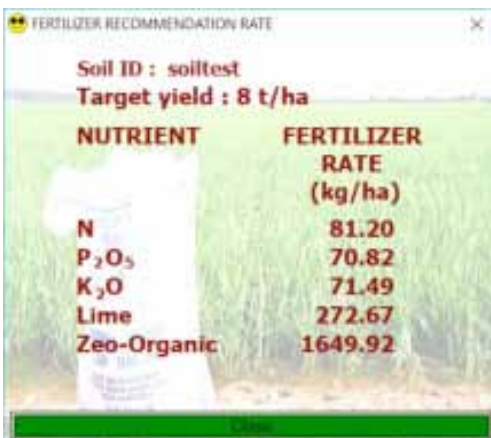 FERTILIZER RECOMMENDATION RATE
Soil ID : soiltest
Target yield : 8 t/ha
NUTRIENT FERTILIZER
RATE
(kg/ha)
N 81.20
P₂O₅ 70.82
K₂O 71.49
Lime 272.67
Zeo-Organic 1649.92
Close